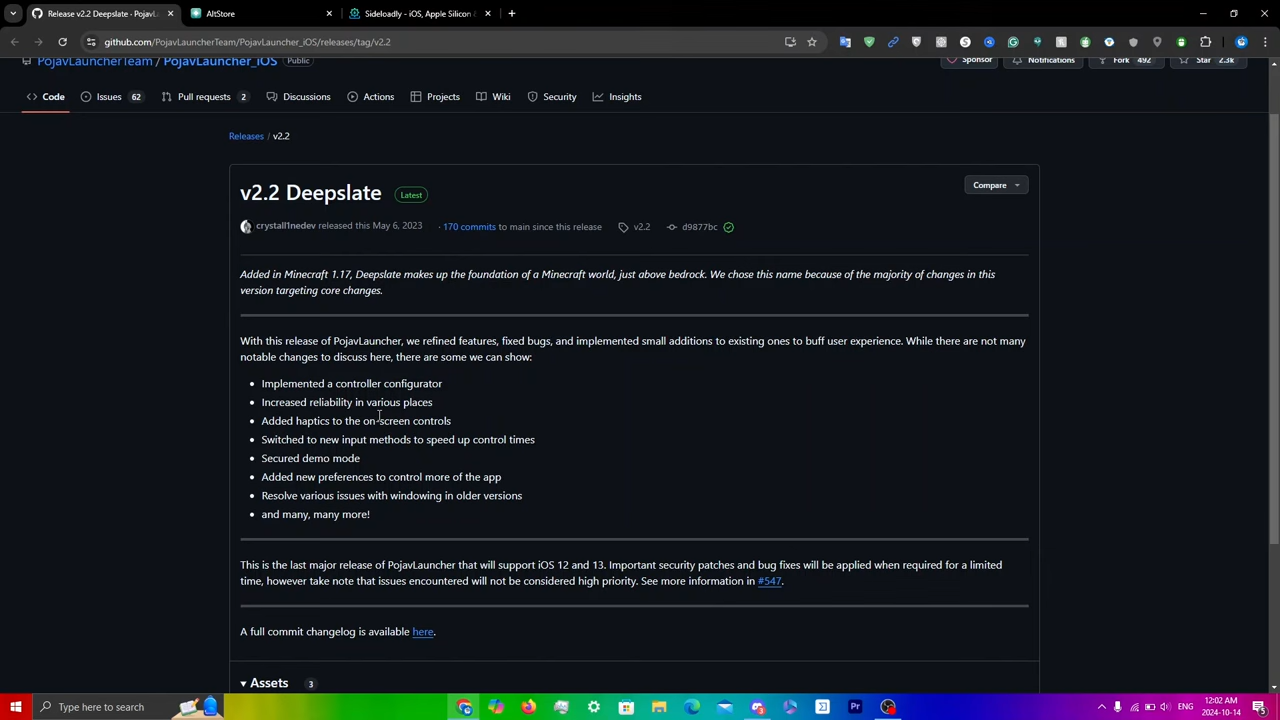 Release v2.2 Deepslate · PojavL
AltStore
Sideloadly - iOS, Apple Silicon
github.com/PojavLauncherTeam/PojavLauncher_iOS/releases/tag/v2.2
PojavLauncherTeam / PojavLauncher_iOS Public
Sponsor
Notifications
Fork 492
Star 2.3k
Code
Issues 62
Pull requests 2
Discussions
Actions
Projects
Wiki
Security
Insights
Releases / v2.2
v2.2 Deepslate Latest
Compare
crystall1nedev released this May 6, 2023 · 170 commits to main since this release v2.2 d9877bc
Added in Minecraft 1.17, Deepslate makes up the foundation of a Minecraft world, just above bedrock. We chose this name because of the majority of changes in this
version targeting core changes.
With this release of PojavLauncher, we refined features, fixed bugs, and implemented small additions to existing ones to buff user experience. While there are not many
notable changes to discuss here, there are some we can show:
• Implemented a controller configurator
• Increased reliability in various places
• Added haptics to the on-screen controls
• Switched to new input methods to speed up control times
• Secured demo mode
• Added new preferences to control more of the app
• Resolve various issues with windowing in older versions
• and many, many more!
This is the last major release of PojavLauncher that will support iOS 12 and 13. Important security patches and bug fixes will be applied when required for a limited
time, however take note that issues encountered will not be considered high priority. See more information in #547.
A full commit changelog is available here.
Assets 3
Type here to search
ENG
12:02 AM
2024-10-14
5